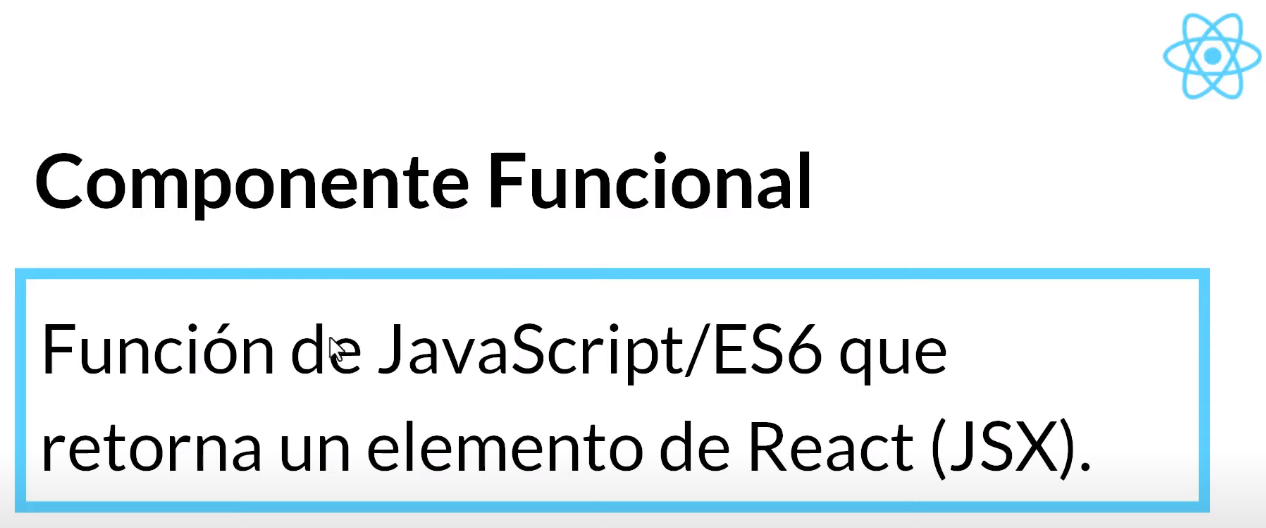 Componente Funcional
Función de JavaScript/ES6 que
retorna un elemento de React (JSX).